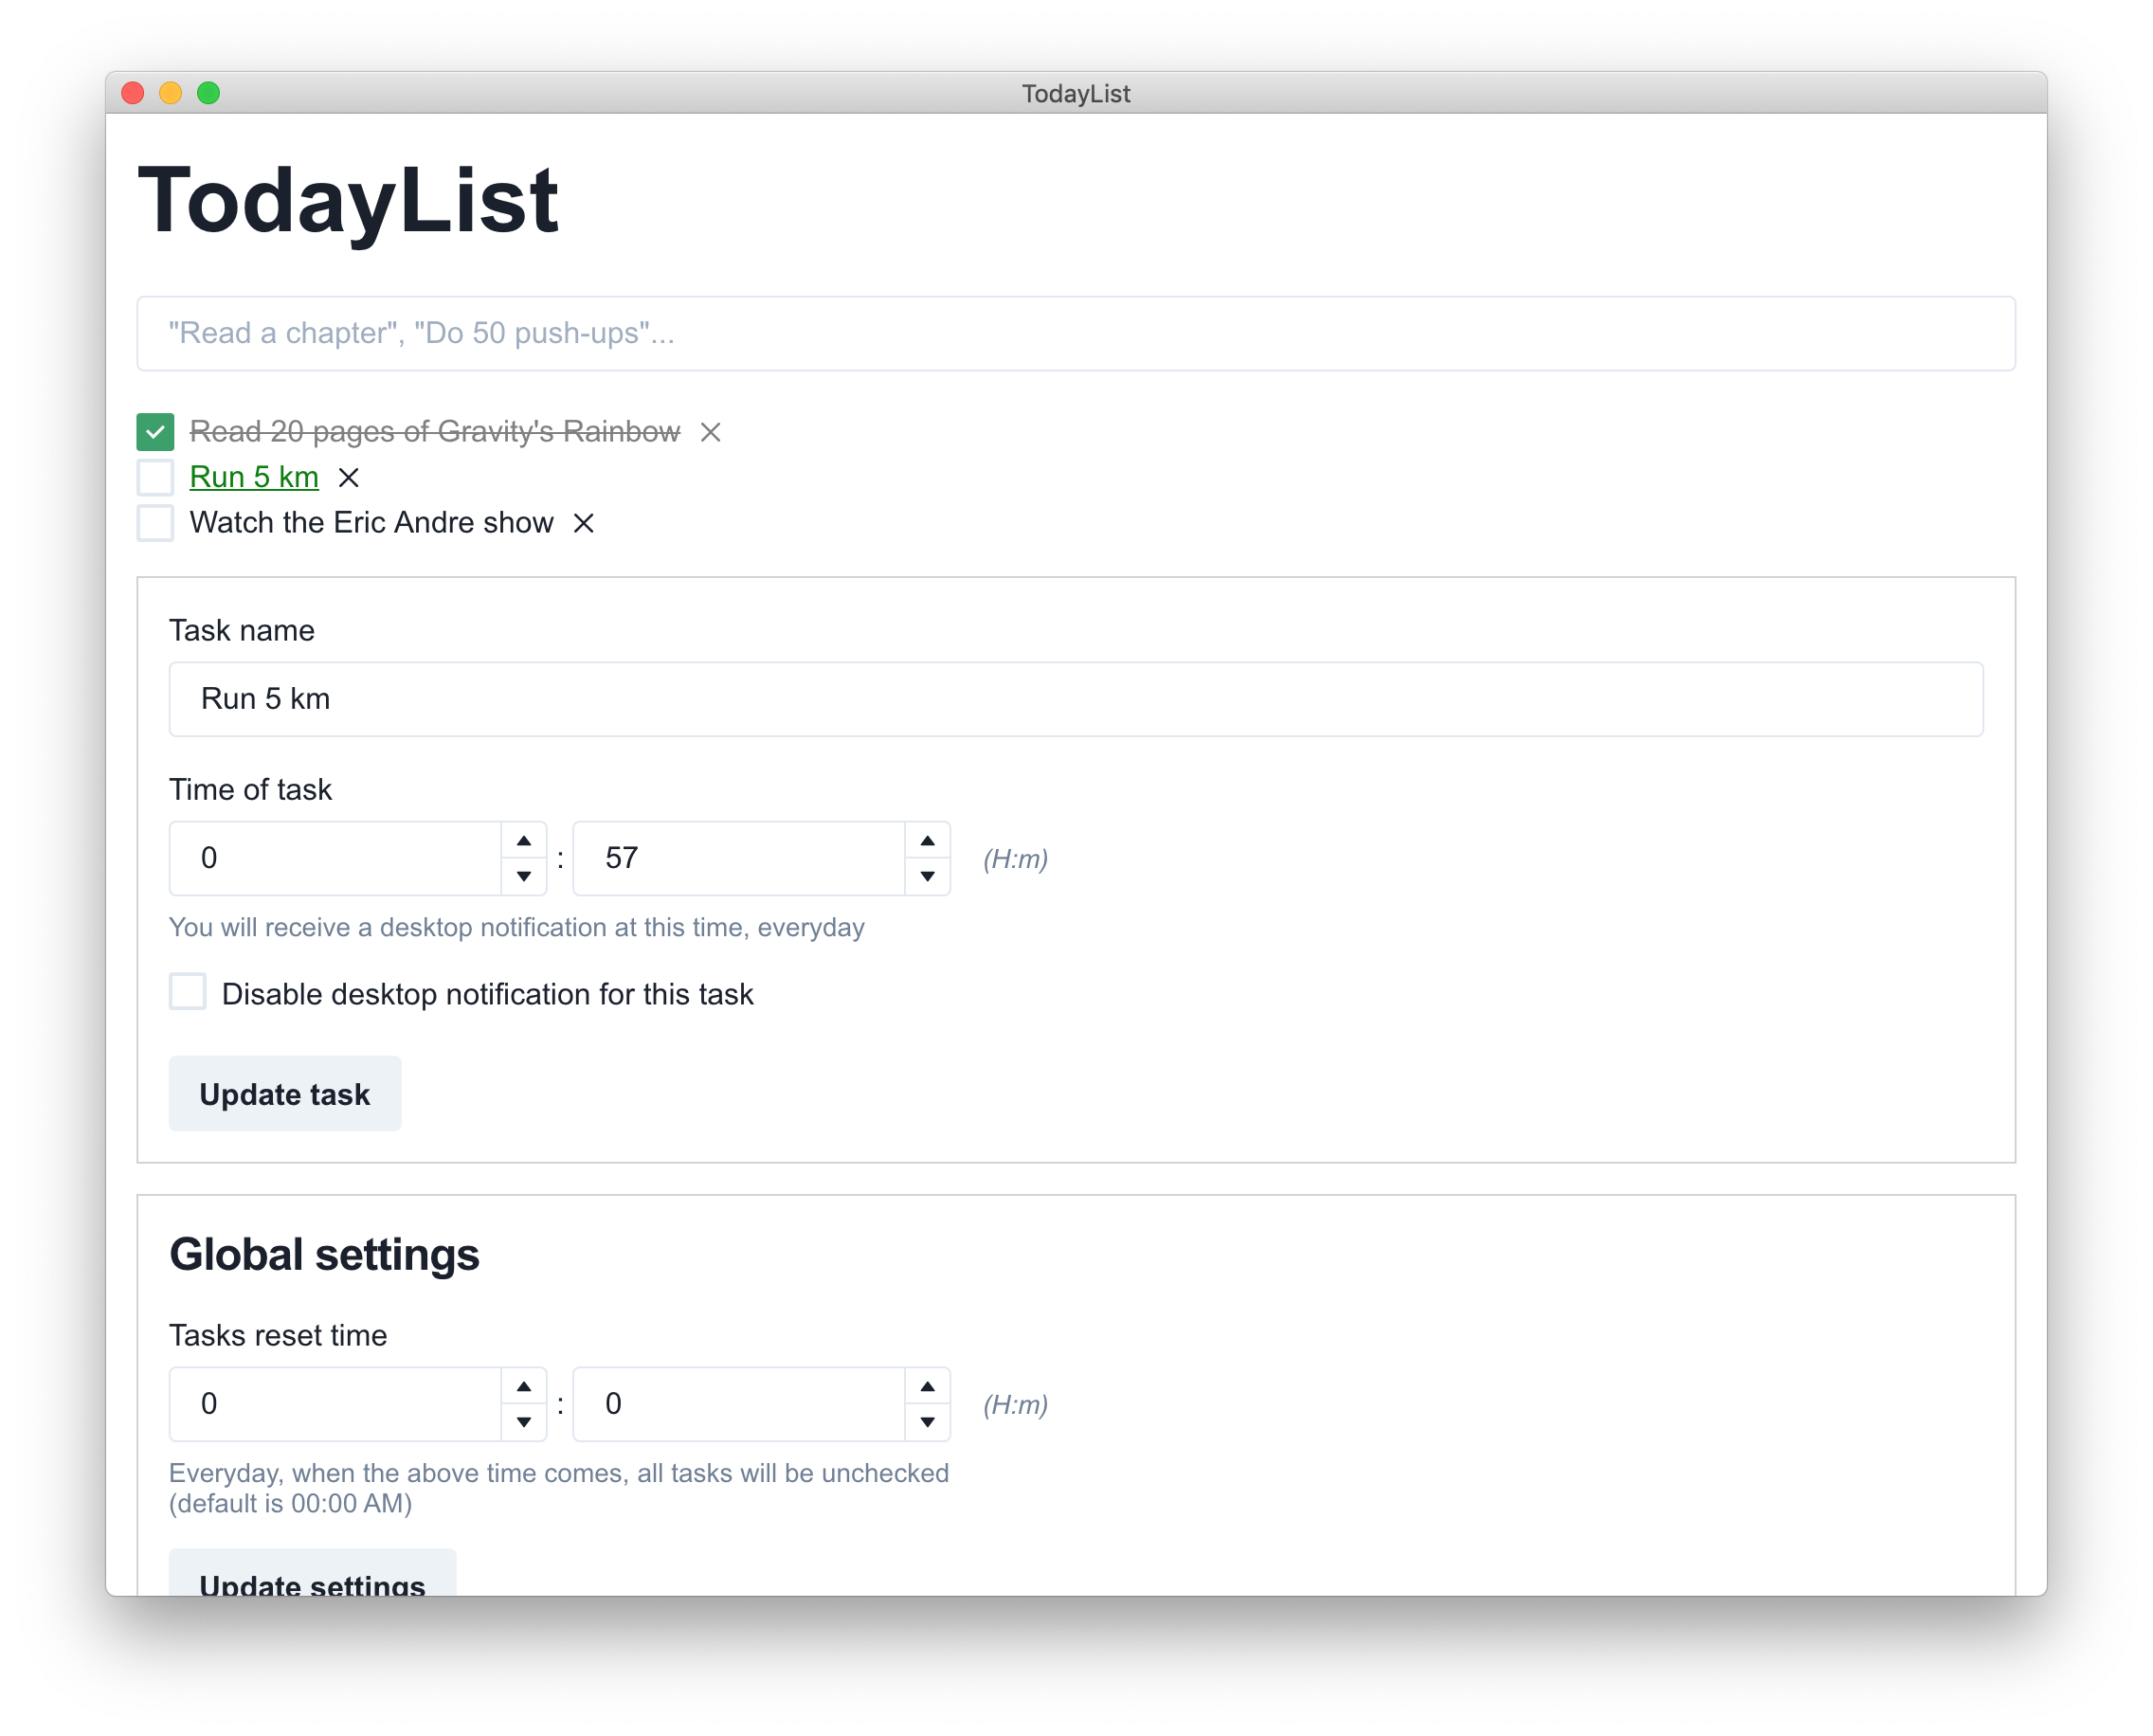 TodayList
TodayList
"Read a chapter", "Do 50 push-ups"...
Read 20 pages of Gravity's Rainbow
Run 5 km
Watch the Eric Andre show
Task name
Run 5 km
Time of task
0 : 57 (H:m)
You will receive a desktop notification at this time, everyday
Disable desktop notification for this task
Update task
Global settings
Tasks reset time
0 : 0 (H:m)
Everyday, when the above time comes, all tasks will be unchecked
(default is 00:00 AM)
Update settings